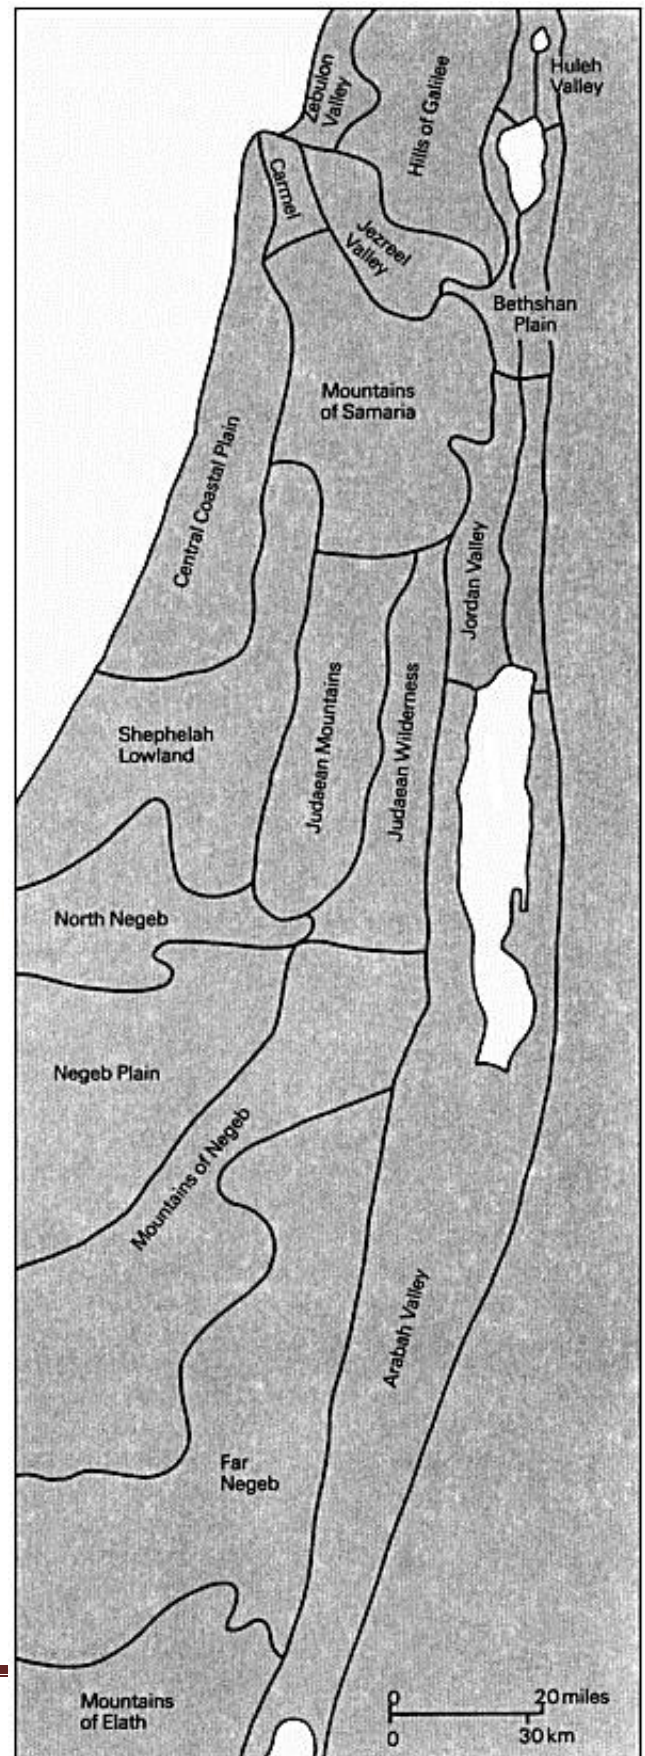 Huleh
Valley
Zebulon
Valley
Hills of Galilee
Carmel
Jezreel
Valley
Bethshan
Plain
Mountains
of Samaria
Central Coastal Plain
Jordan Valley
Shephelah
Lowland
Judaean Mountains
Judaean Wilderness
North Negeb
Negeb Plain
Mountains of Negeb
Arabah Valley
Far
Negeb
Mountains
of Elath
0 20 miles
0 30 km